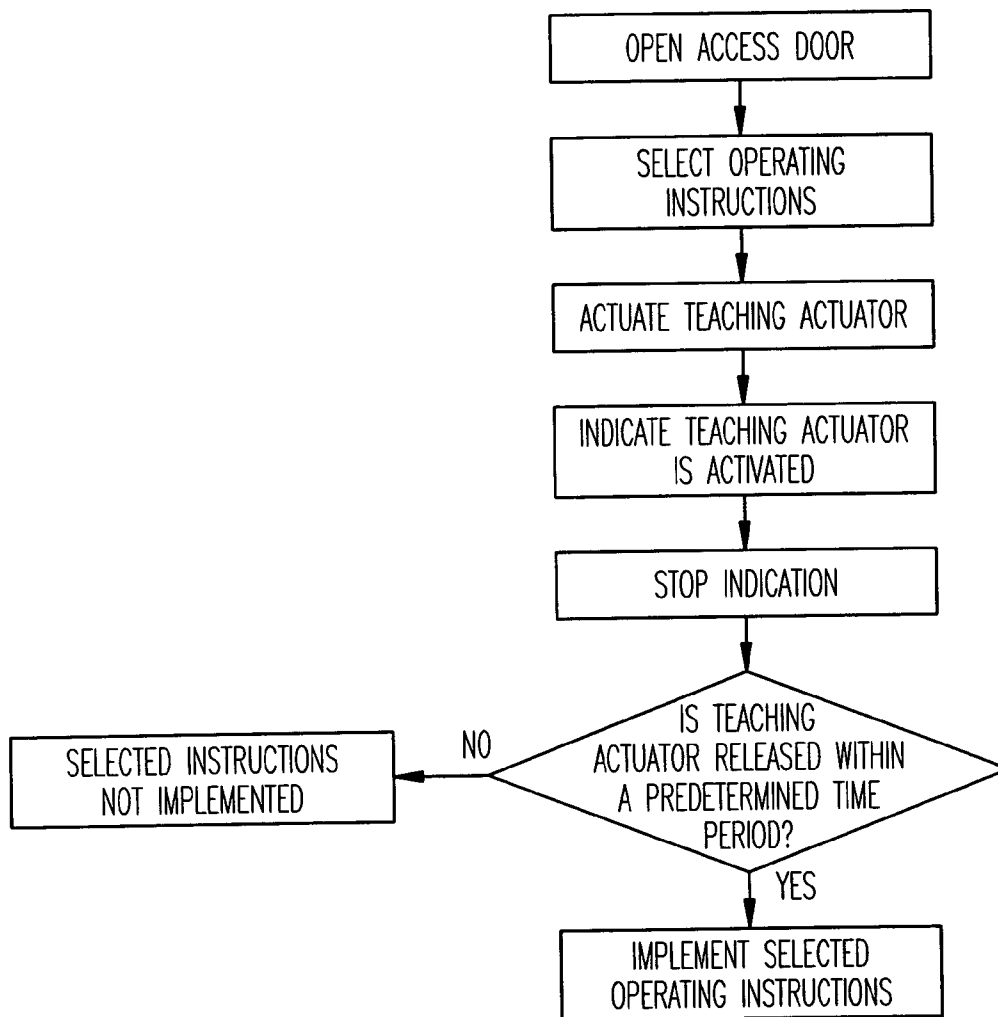 OPEN ACCESS DOOR
SELECT OPERATING
INSTRUCTIONS
ACTUATE TEACHING ACTUATOR
INDICATE TEACHING ACTUATOR
IS ACTIVATED
STOP INDICATION
IS TEACHING
ACTUATOR RELEASED WITHIN
A PREDETERMINED TIME
PERIOD?
NO
SELECTED INSTRUCTIONS
NOT IMPLEMENTED
YES
IMPLEMENT SELECTED
OPERATING INSTRUCTIONS